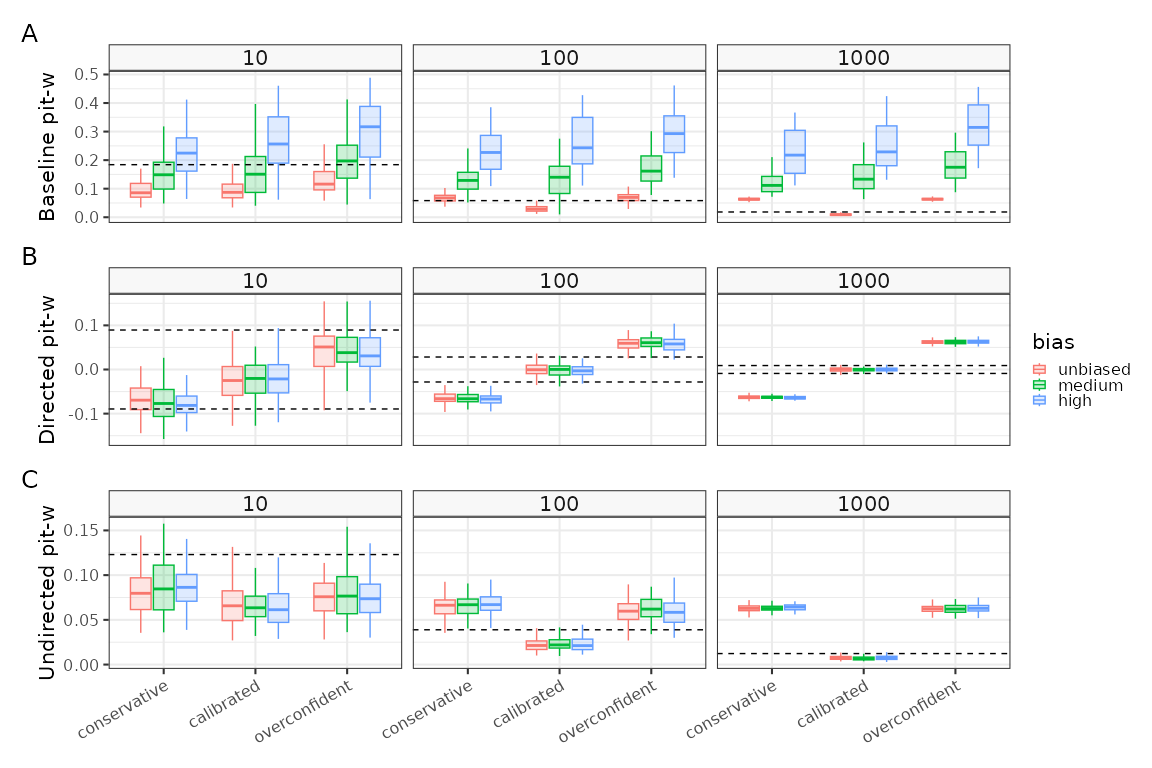 A
10 100 1000
Baseline pit-w
0.5
0.4
0.3
0.2
0.1
0.0
B
10 100 1000
Directed pit-w
0.1
0.0
-0.1
bias
unbiased
medium
high
C
10 100 1000
Undirected pit-w
0.15
0.10
0.05
0.00
conservative calibrated overconfident conservative calibrated overconfident conservative calibrated overconfident